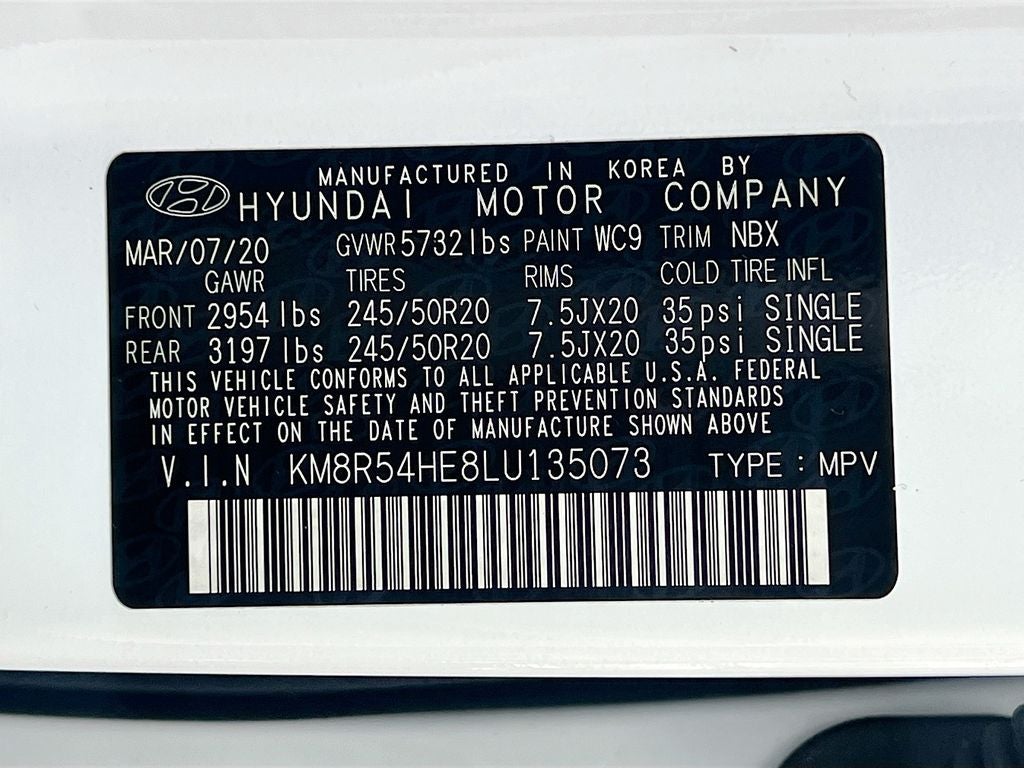 MANUFACTURED IN KOREA BY
HYUNDAI MOTOR COMPANY
MAR/07/20 GVWR 5732lbs PAINT WC9 TRIM NBX
GAWR TIRES RIMS COLD TIRE INFL
FRONT 2954 lbs 245/50R20 7.5JX20 35psi SINGLE
REAR 3197 lbs 245/50R20 7.5JX20 35psi SINGLE
THIS VEHICLE CONFORMS TO ALL APPLICABLE U.S.A. FEDERAL
MOTOR VEHICLE SAFETY AND THEFT PREVENTION STANDARDS
IN EFFECT ON THE DATE OF MANUFACTURE SHOWN ABOVE
V.I.N KM8R54HE8LU135073 TYPE : MPV